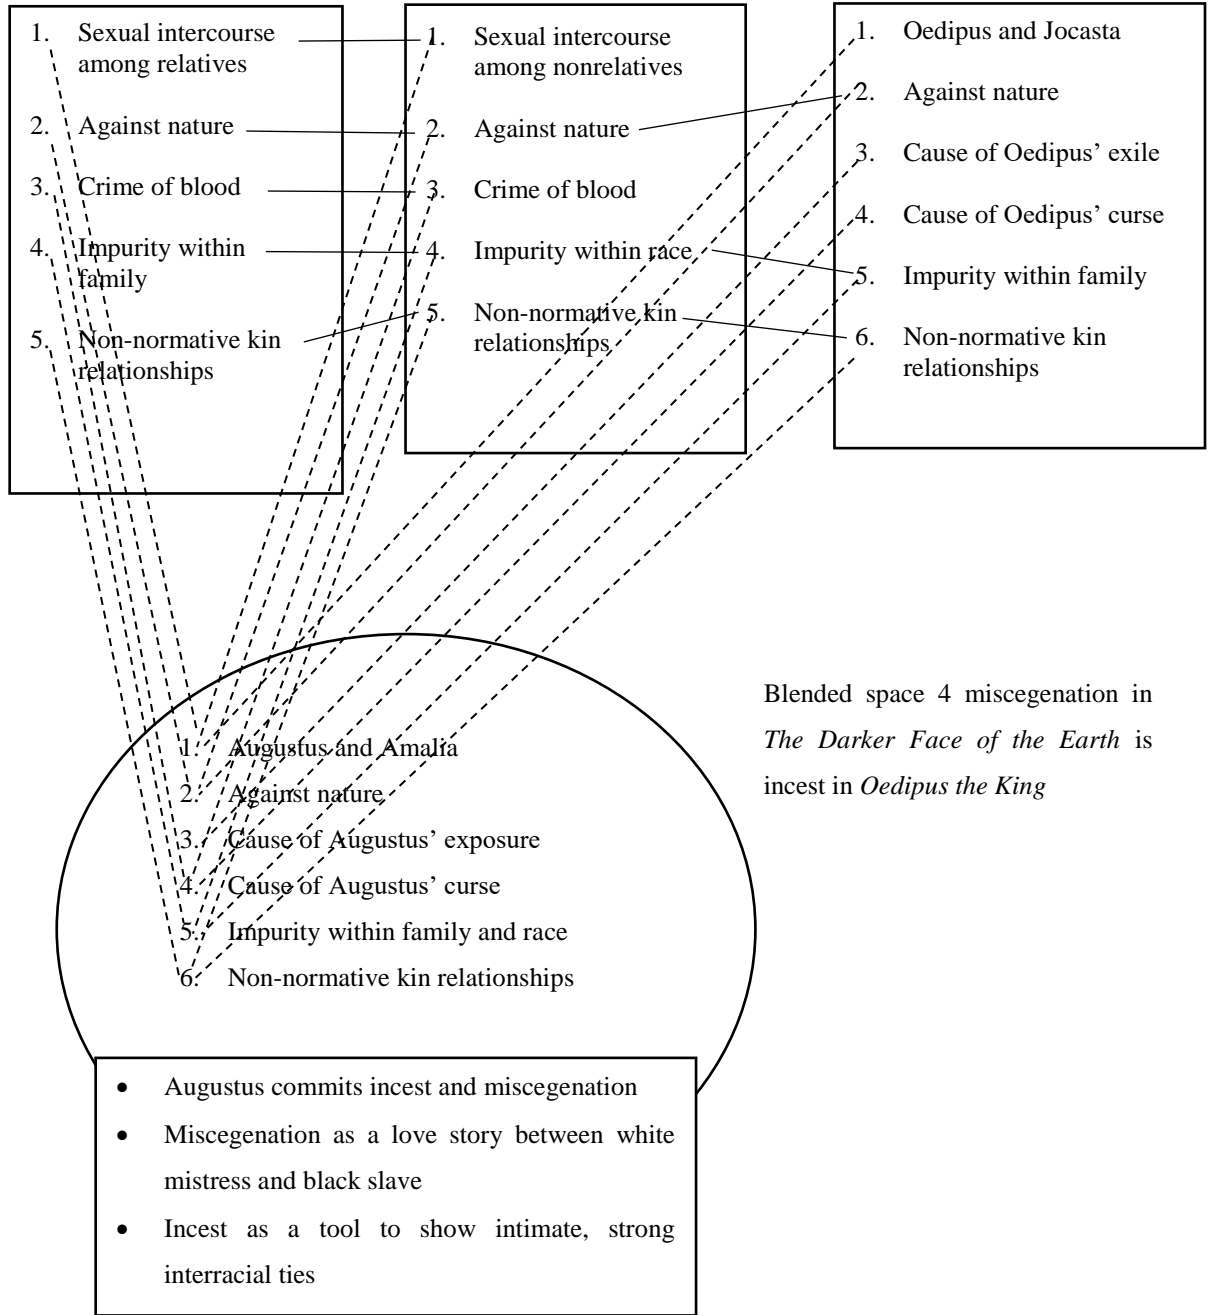 1. Sexual intercourse
among relatives
2. Against nature
3. Crime of blood
4. Impurity within
family
5. Non-normative kin
relationships
1. Sexual intercourse
among nonrelatives
2. Against nature
3. Crime of blood
4. Impurity within race
5. Non-normative kin
relationships
1. Oedipus and Jocasta
2. Against nature
3. Cause of Oedipus’ exile
4. Cause of Oedipus’ curse
5. Impurity within family
6. Non-normative kin
relationships
1. Augustus and Amalia
2. Against nature
3. Cause of Augustus’ exposure
4. Cause of Augustus’ curse
5. Impurity within family and race
6. Non-normative kin relationships
Blended space 4 miscegenation in
The Darker Face of the Earth is
incest in Oedipus the King
• Augustus commits incest and miscegenation
• Miscegenation as a love story between white
mistress and black slave
• Incest as a tool to show intimate, strong
interracial ties